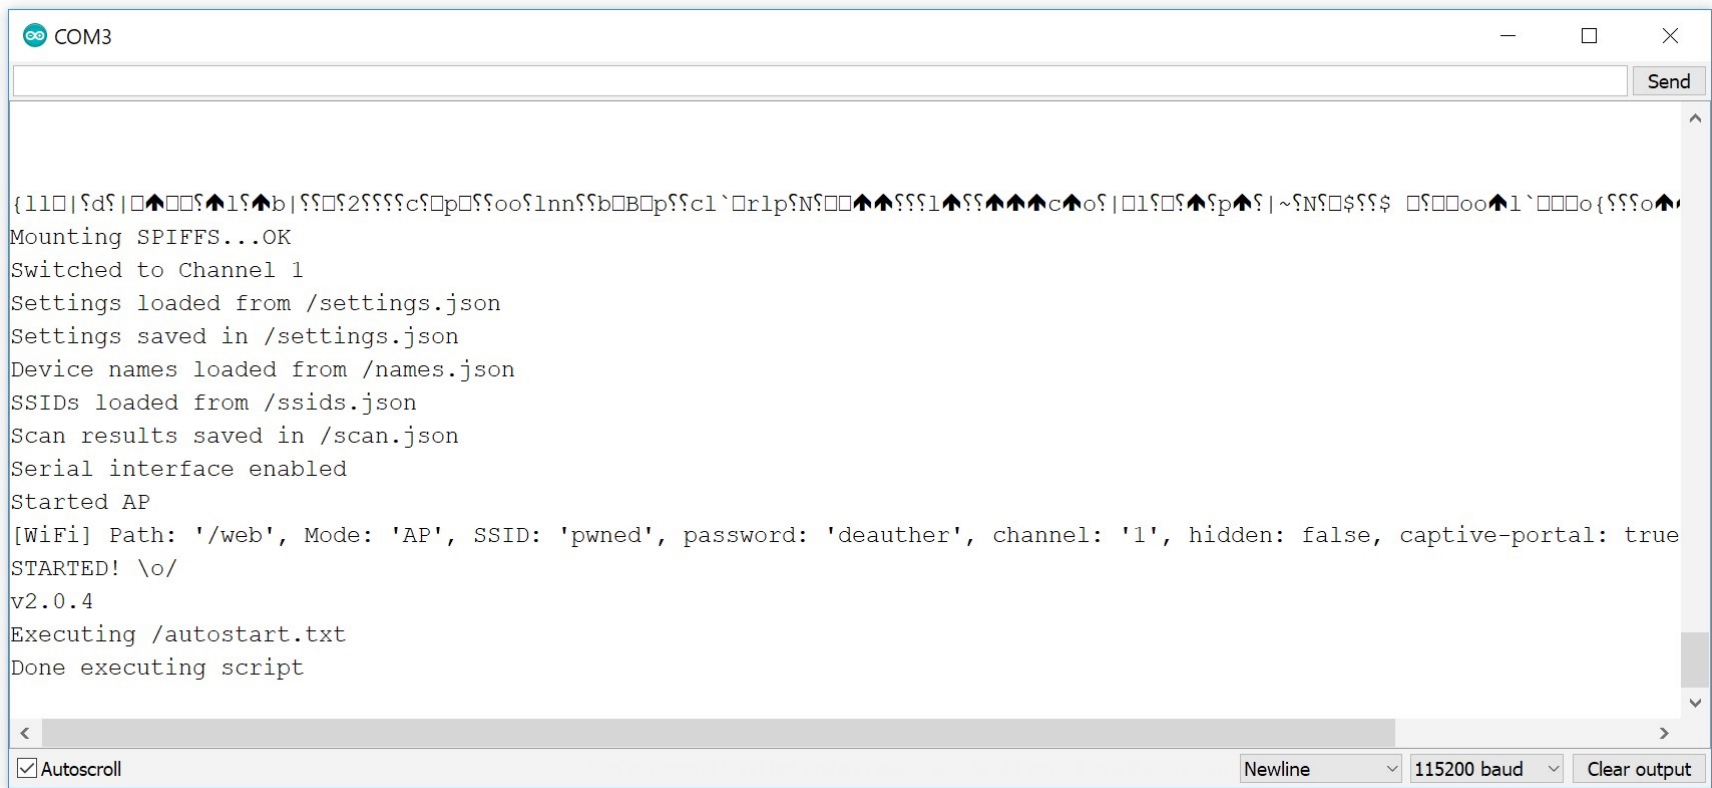 COM3
Send
Mounting SPIFFS...OK
Switched to Channel 1
Settings loaded from /settings.json
Settings saved in /settings.json
Device names loaded from /names.json
SSIDs loaded from /ssids.json
Scan results saved in /scan.json
Serial interface enabled
Started AP
[WiFi] Path: '/web', Mode: 'AP', SSID: 'pwned', password: 'deauther', channel: '1', hidden: false, captive-portal: true
STARTED! \o/
v2.0.4
Executing /autostart.txt
Done executing script
Autoscroll
Newline
115200 baud
Clear output